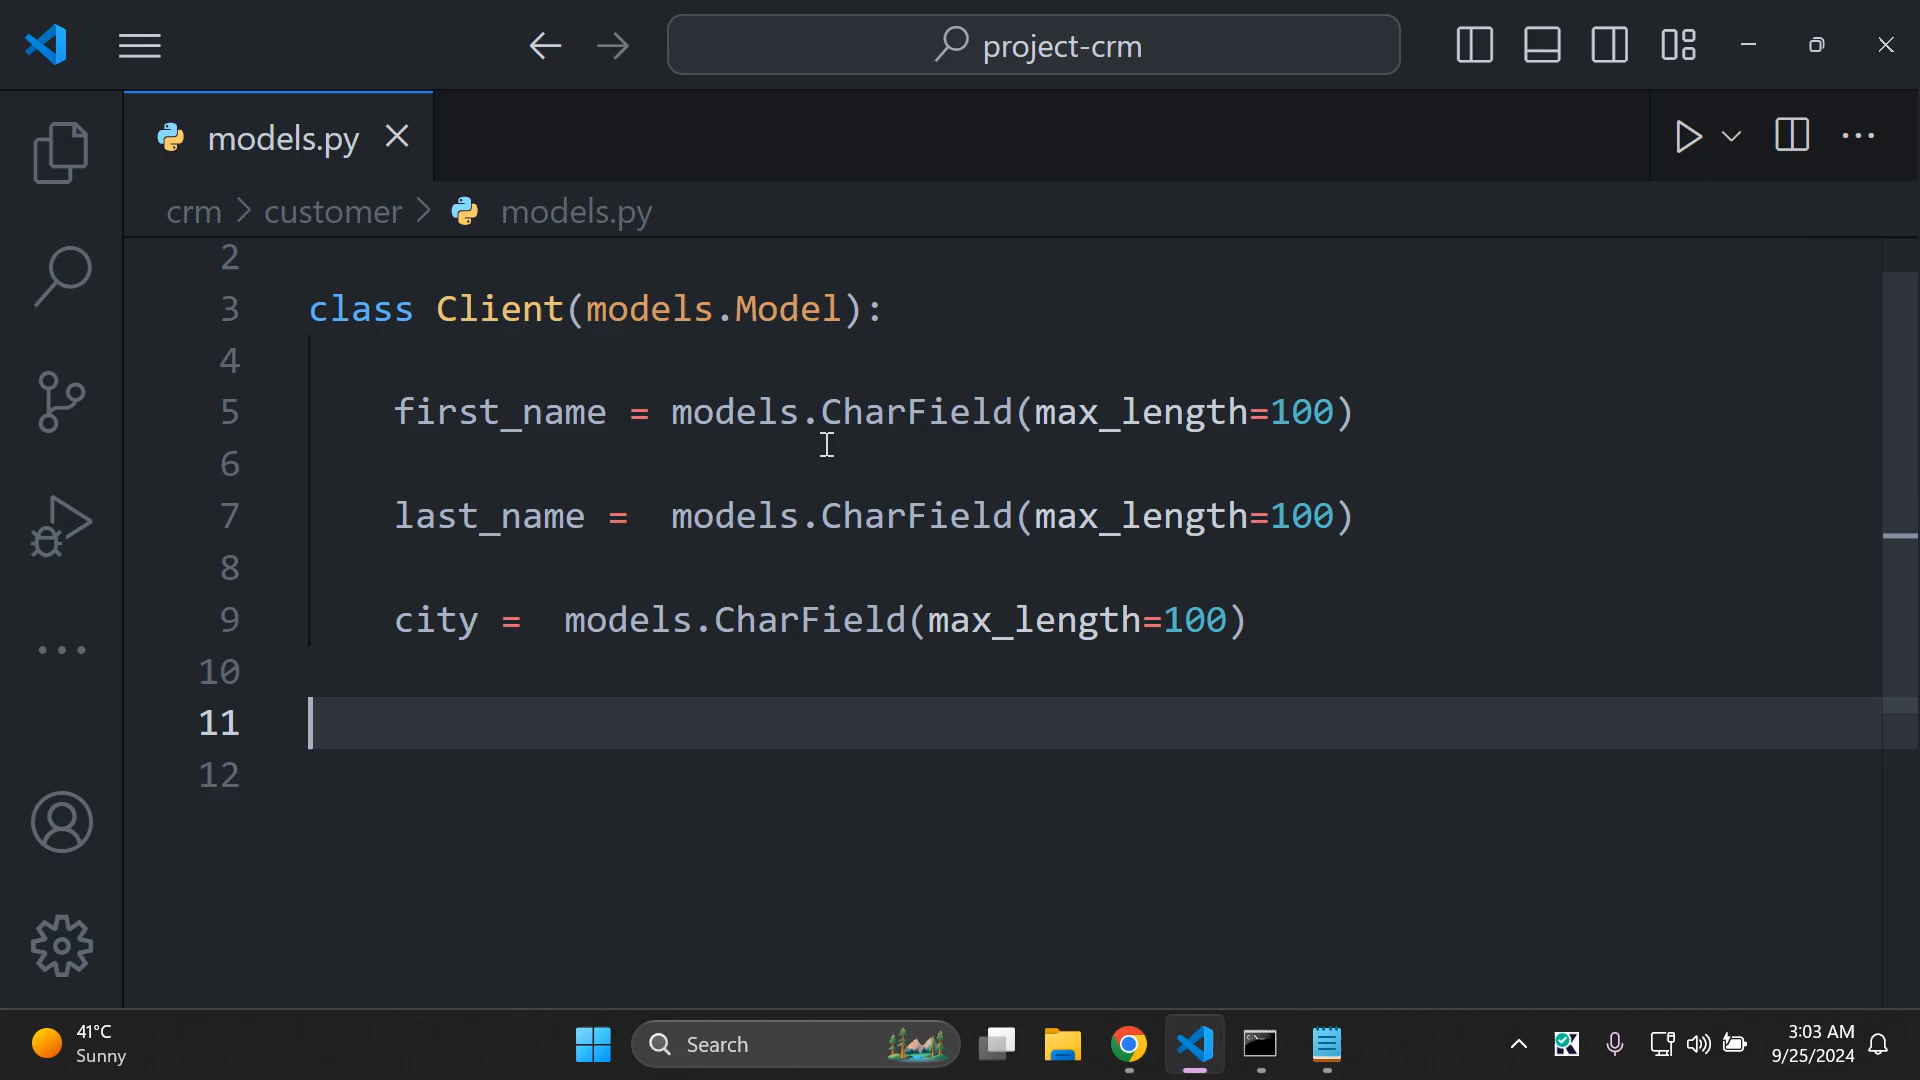 project-crm
models.py
crm > customer > models.py
2
3 class Client(models.Model):
4
5 first_name = models.CharField(max_length=100)
6
7 last_name =  models.CharField(max_length=100)
8
9 city =  models.CharField(max_length=100)
10
11
12
41°C
Sunny
Search
3:03 AM
9/25/2024